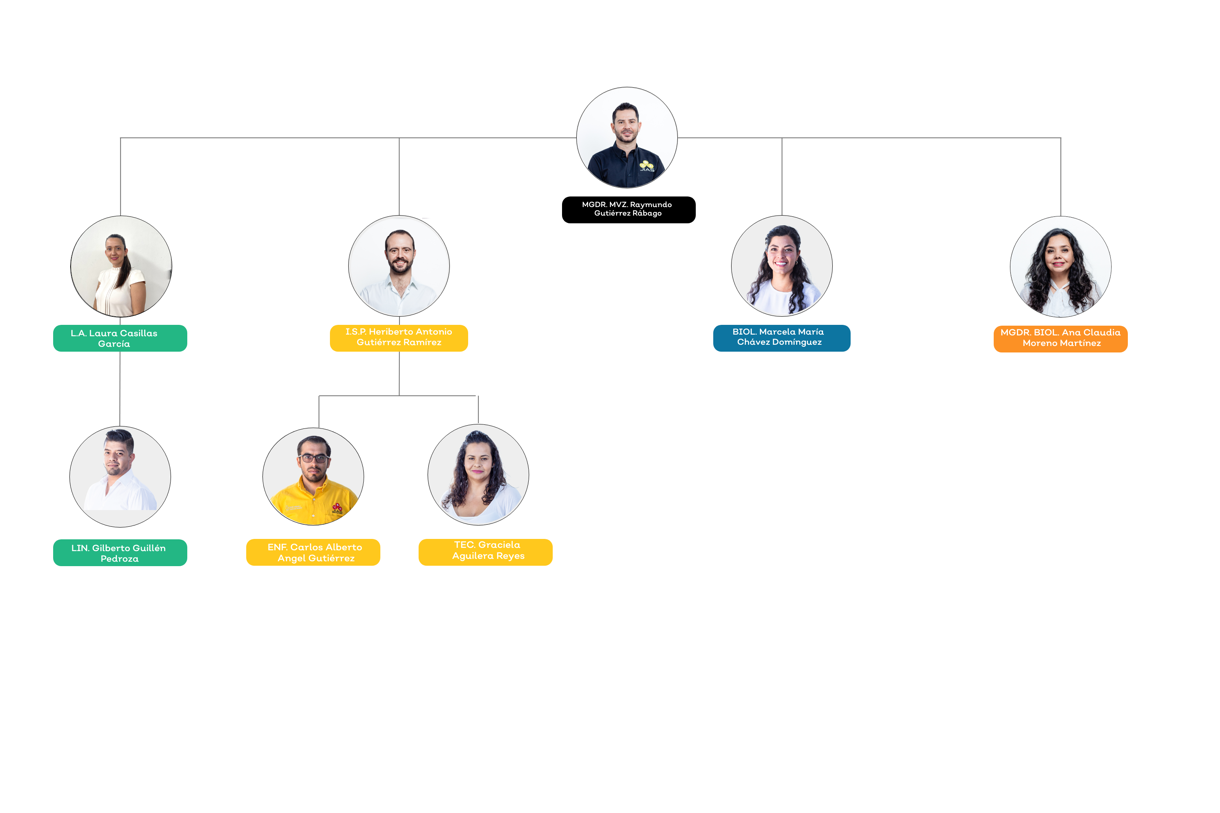 MGDR. MVZ. Raymundo
Gutiérrez Rábago
L.A. Laura Casillas
García
I.S.P. Heriberto Antonio
Gutiérrez Ramírez
BIOL. Marcela María
Chávez Domínguez
MGDR. BIOL. Ana Claudia
Moreno Martínez
LIN. Gilberto Guillén
Pedroza
ENF. Carlos Alberto
Angel Gutiérrez
TEC. Graciela
Aguilera Reyes